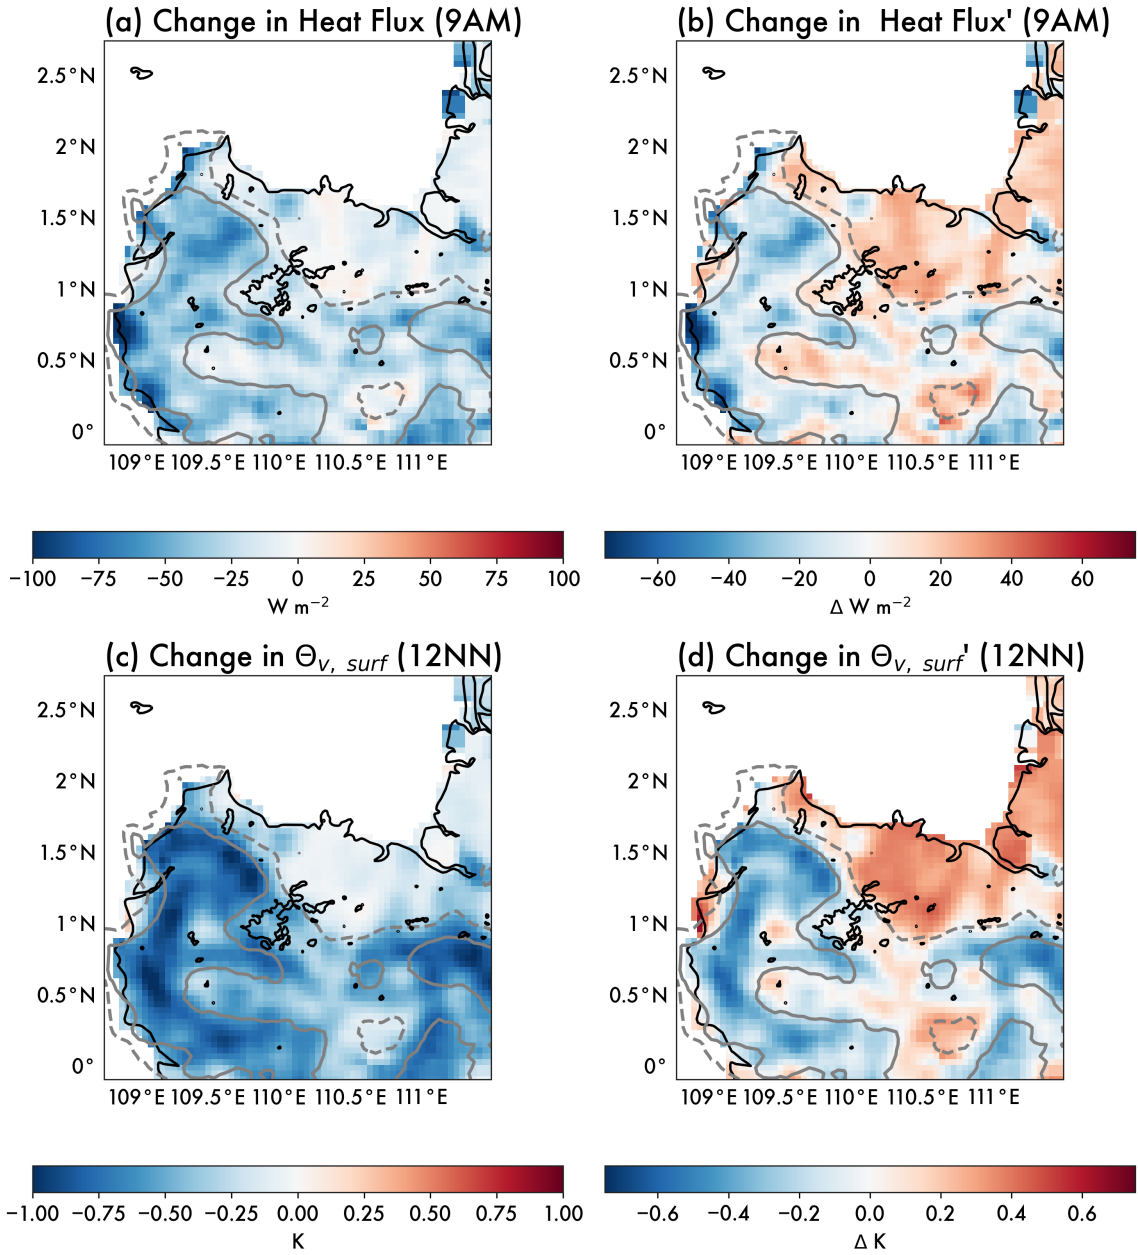 (a) Change in Heat Flux (9AM)
(b) Change in  Heat Flux' (9AM)
2.5°N
2°N
1.5°N
1°N
0.5°N
0°
109°E 109.5°E 110°E 110.5°E 111°E
109°E 109.5°E 110°E 110.5°E 111°E
−100 −75 −50 −25 0 25 50 75 100
W m⁻²
−60 −40 −20 0 20 40 60
Δ W m⁻²
(c) Change in Θv, surf (12NN)
(d) Change in Θv, surf' (12NN)
2.5°N
2°N
1.5°N
1°N
0.5°N
0°
2.5°N
2°N
1.5°N
1°N
0.5°N
0°
2.5°N
2°N
1.5°N
1°N
0.5°N
0°
109°E 109.5°E 110°E 110.5°E 111°E
109°E 109.5°E 110°E 110.5°E 111°E
−1.00 −0.75 −0.50 −0.25 0.00 0.25 0.50 0.75 1.00
K
−0.6 −0.4 −0.2 0.0 0.2 0.4 0.6
Δ K